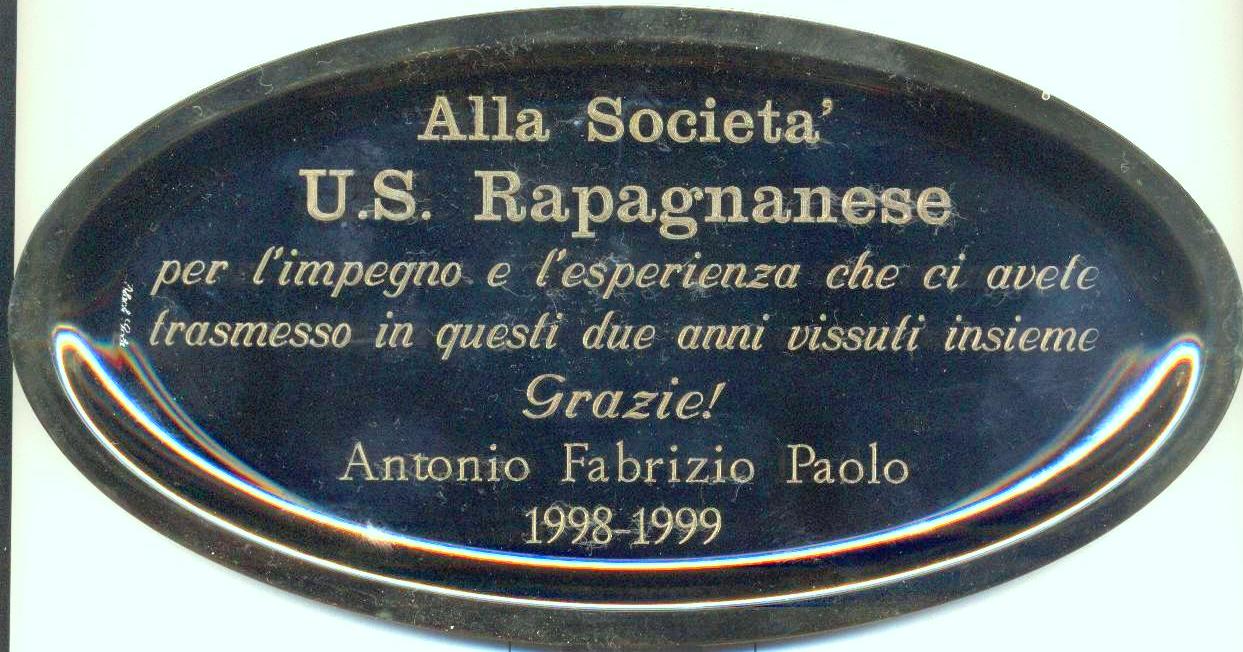 Alla Societa'
U.S. Rapagnanese
per l'impegno e l'esperienza che ci avete
trasmesso in questi due anni vissuti insieme
Grazie!
Antonio Fabrizio Paolo
1998-1999